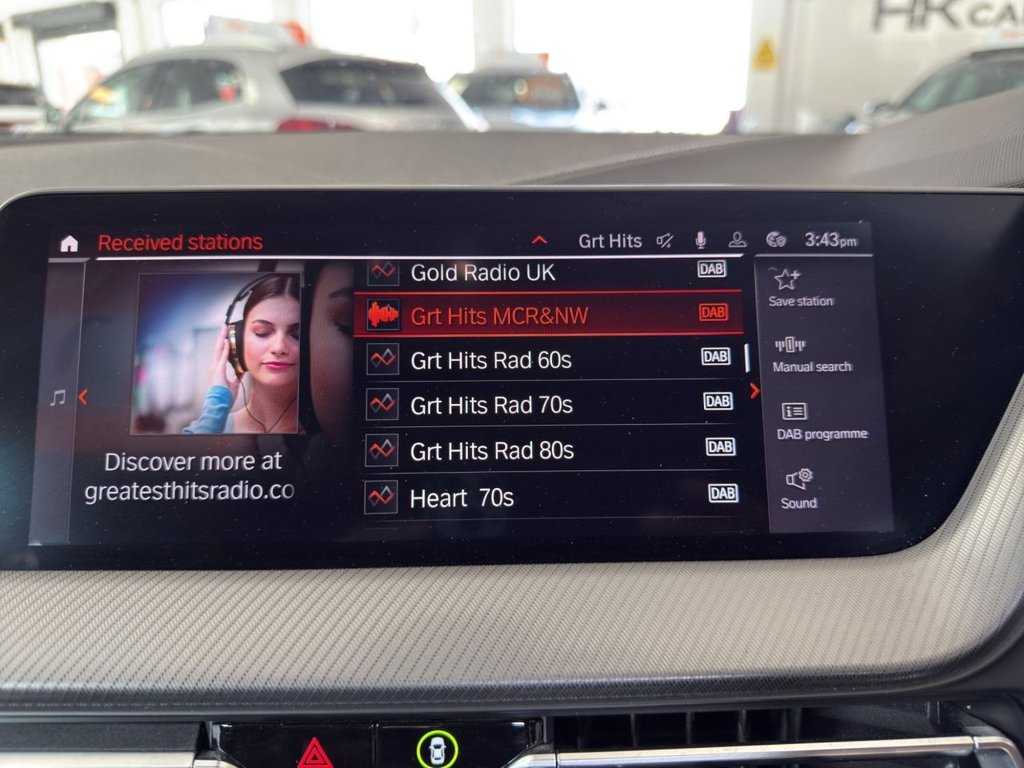 HK CAR
Received stations
Grt Hits
3:43pm
Gold Radio UK DAB
Grt Hits MCR&NW DAB
Grt Hits Rad 60s DAB
Grt Hits Rad 70s DAB
Grt Hits Rad 80s DAB
Heart 70s DAB
Discover more at
greatesthitsradio.co
Save station
Manual search
DAB programme
Sound